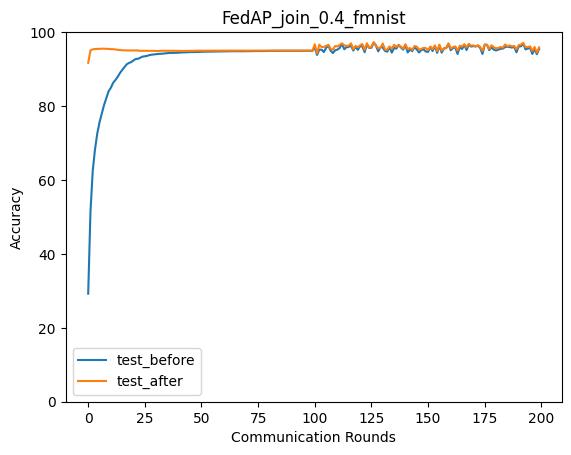 FedAP_join_0.4_fmnist
100
80
60
40
20
0
Accuracy
test_before
test_after
0 25 50 75 100 125 150 175 200
Communication Rounds